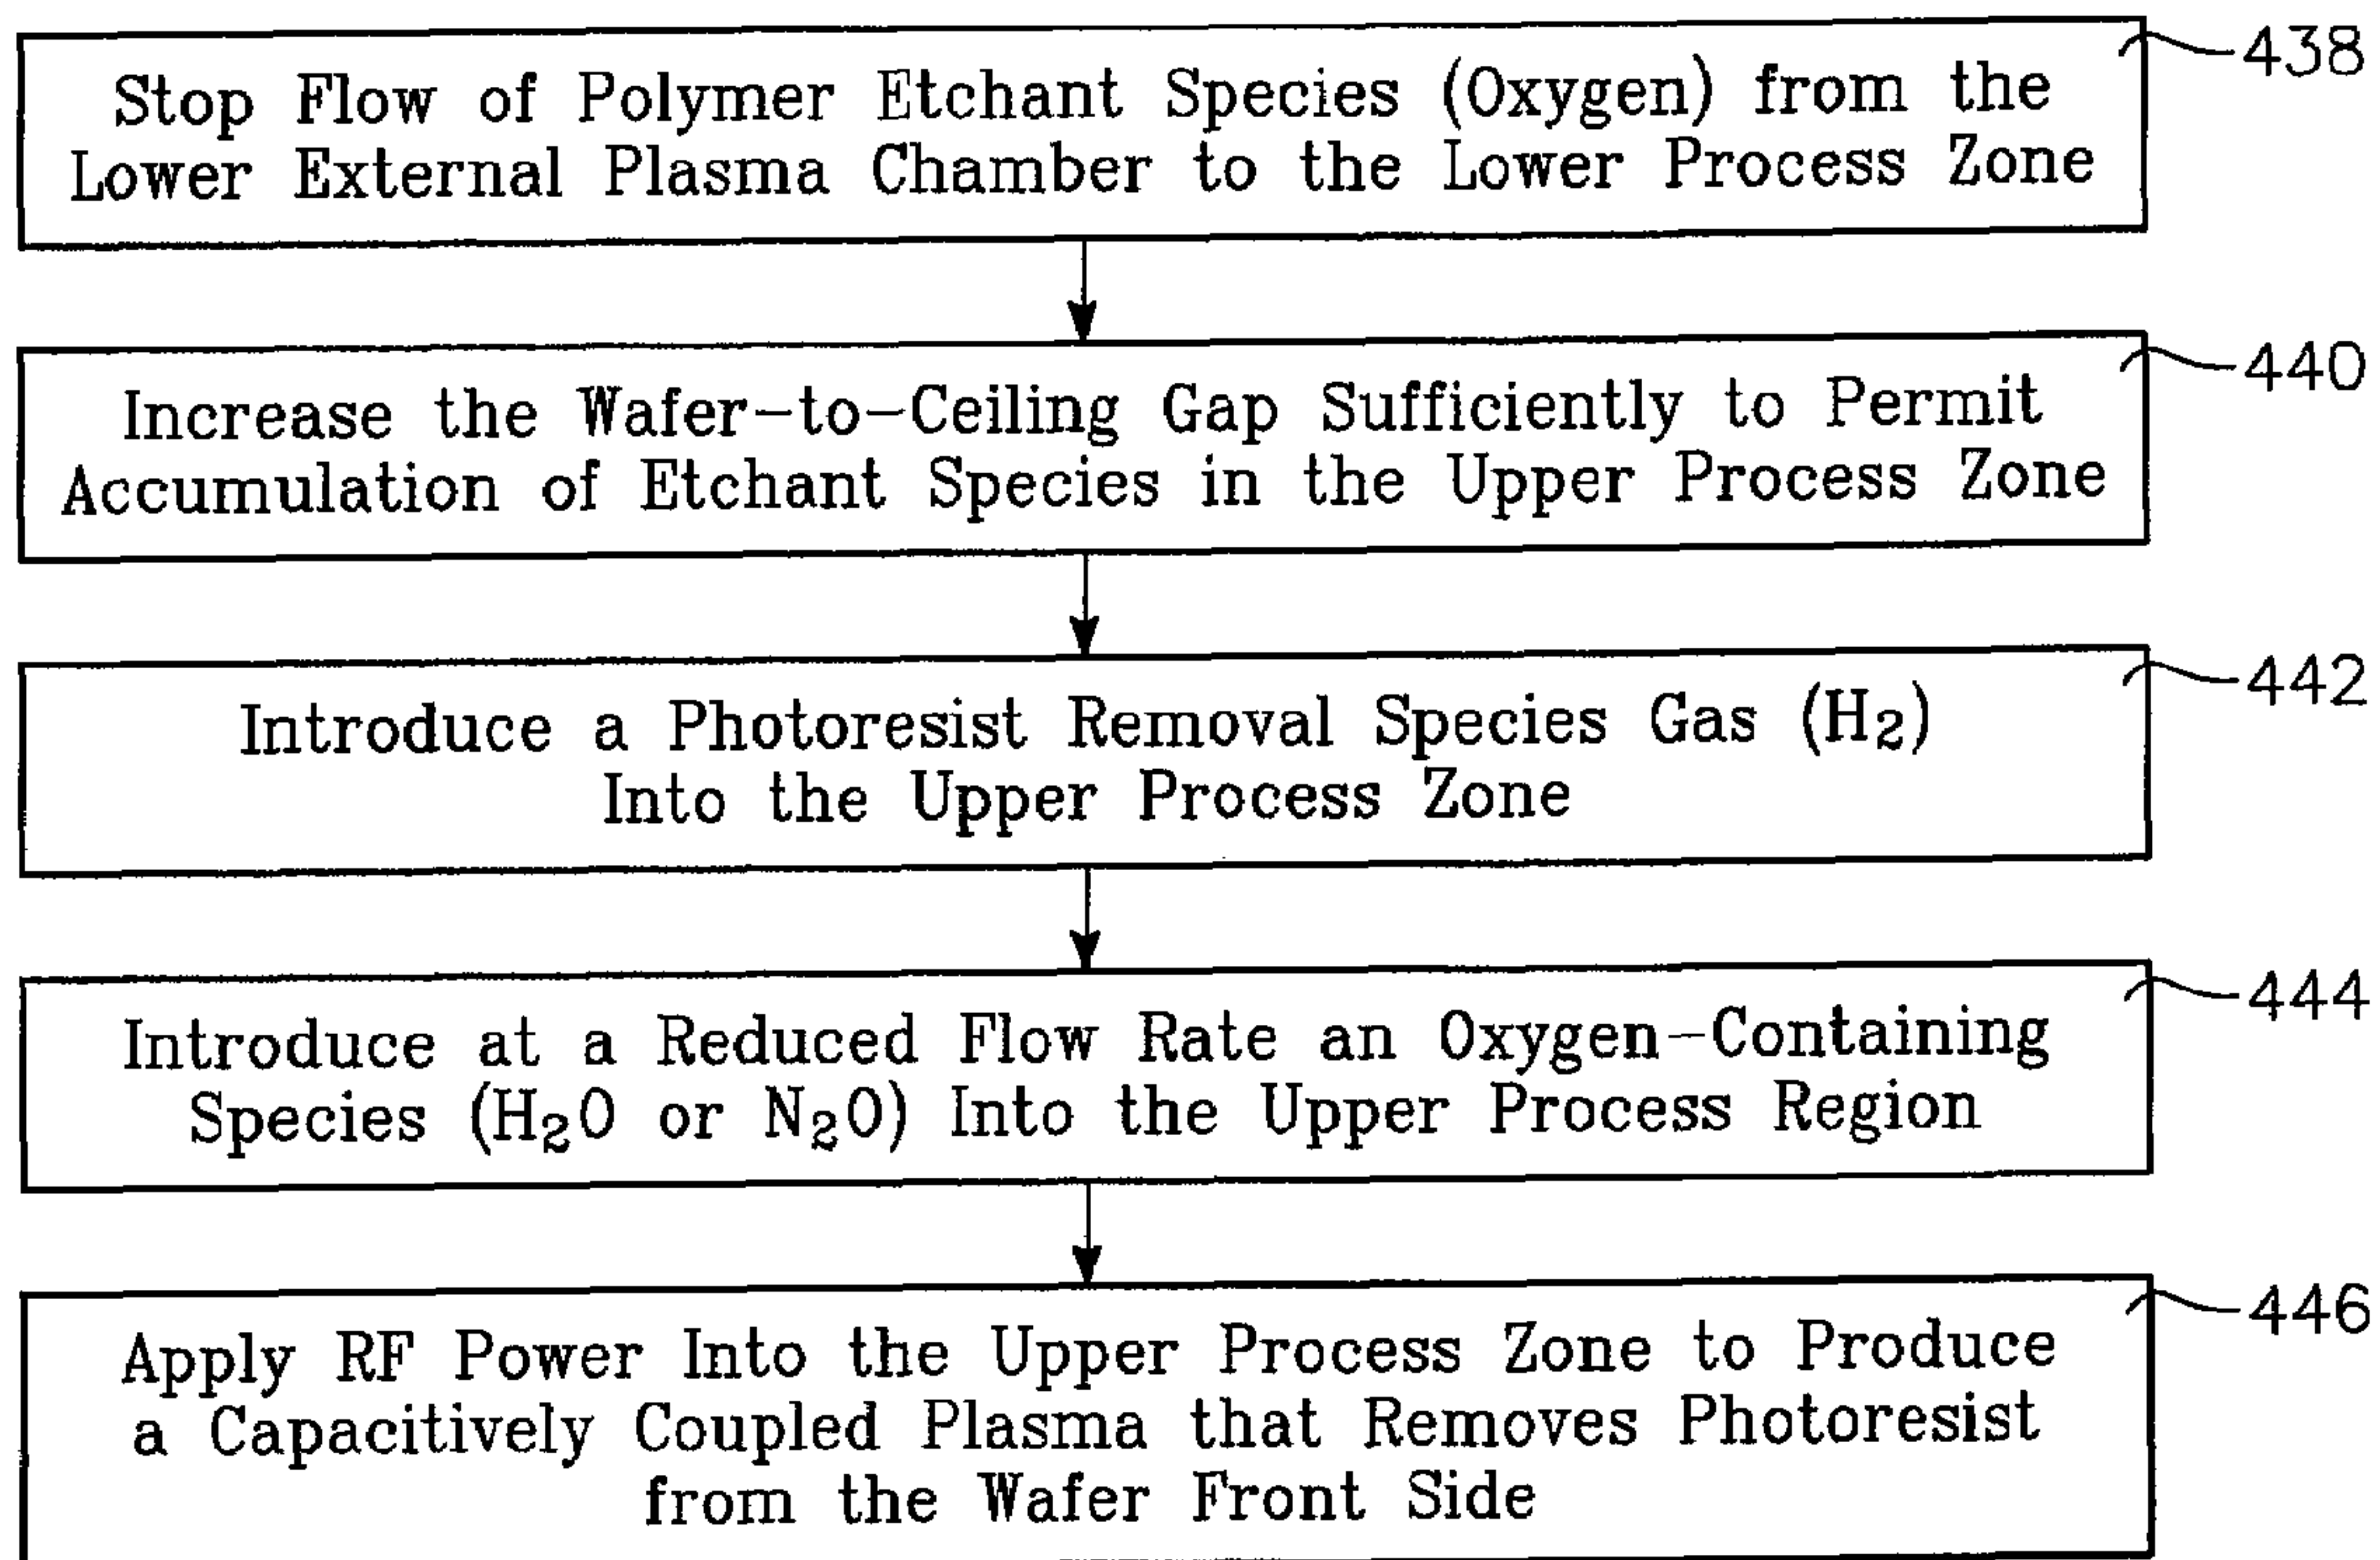 Stop Flow of Polymer Etchant Species (Oxygen) from the
Lower External Plasma Chamber to the Lower Process Zone
438
Increase the Wafer-to-Ceiling Gap Sufficiently to Permit
Accumulation of Etchant Species in the Upper Process Zone
440
Introduce a Photoresist Removal Species Gas (H2)
Into the Upper Process Zone
442
Introduce at a Reduced Flow Rate an Oxygen-Containing
Species (H2O or N2O) Into the Upper Process Region
444
Apply RF Power Into the Upper Process Zone to Produce
a Capacitively Coupled Plasma that Removes Photoresist
from the Wafer Front Side
446